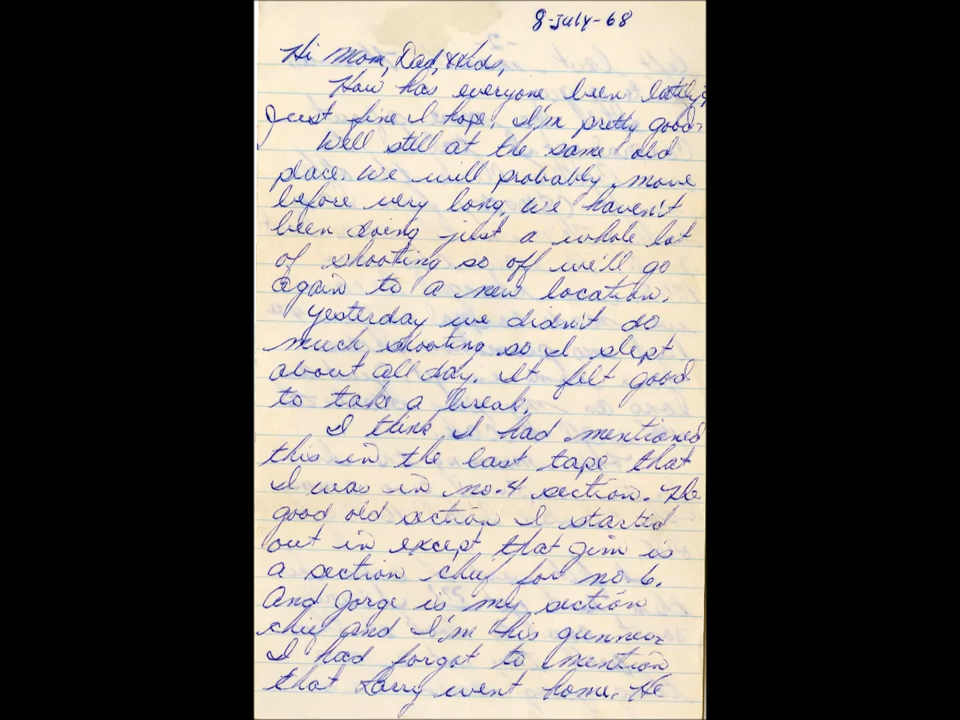 8-July-68
Hi Mom, Dad, & Kids,
How has everyone been lately?
Just fine I hope. I'm pretty good.
Well still at the same old
place. We will probably move
before very long. We haven't
been doing just a whole lot
of shooting so off we'll go
again to a new location.
Yesterday we didn't do
much shooting so I slept
about all day. It felt good
to take a break.
I think I had mentioned
this in the last tape that
I was in no. 4 section. The
good old section I started
out in except that Jim is
a section chief for no 6.
And Jorge is my section
chief and I'm his gunner.
I had forgot to mention
that Larry went home. He